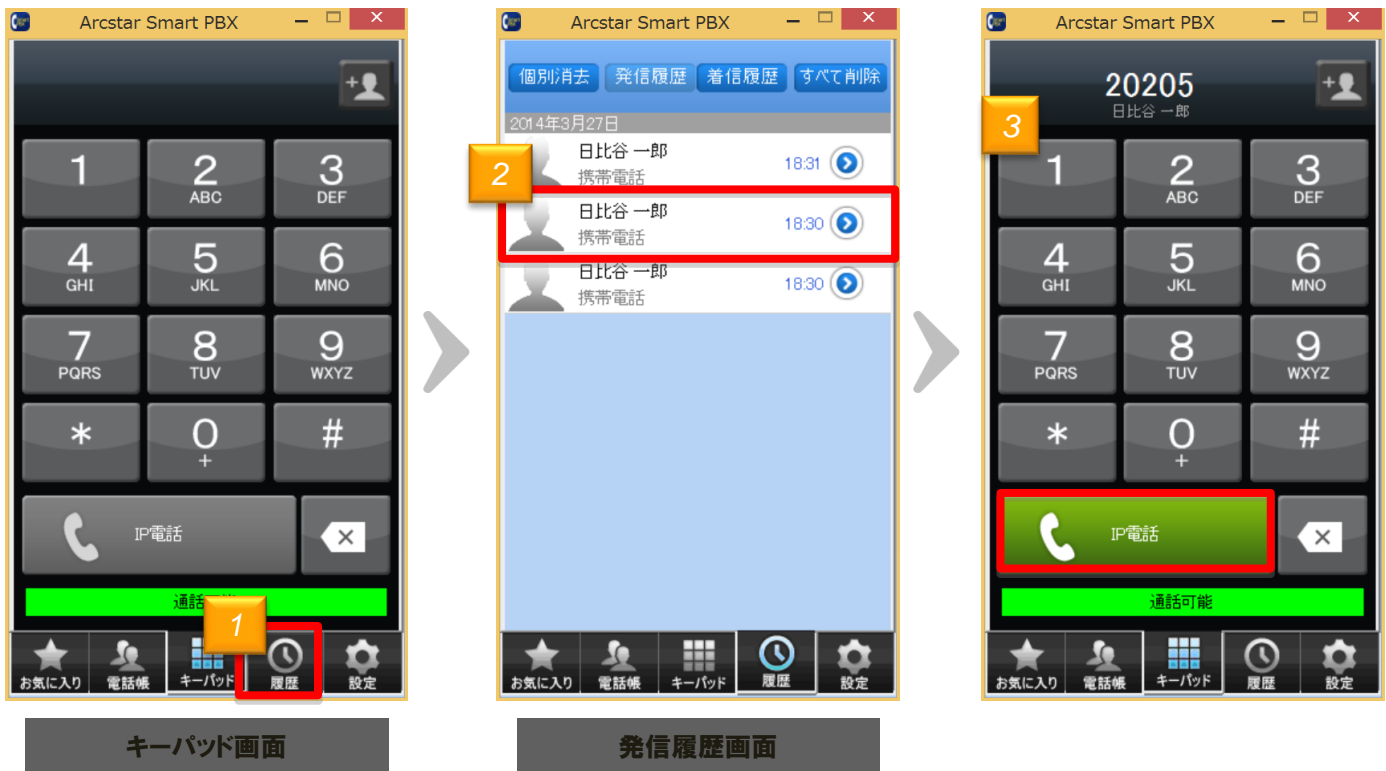 Arcstar Smart PBX
1
2
ABC
3
DEF
4
GHI
5
JKL
6
MNO
7
PQRS
8
TUV
9
WXYZ
*
0
+
#
IP電話
通話
1
お気に入り
電話帳
キーパッド
履歴
設定
キーパッド画面
Arcstar Smart PBX
個別消去
発信履歴
着信履歴
すべて削除
2014年3月27日
2
日比谷 一郎
携帯電話
18:31
日比谷 一郎
携帯電話
18:30
日比谷 一郎
携帯電話
18:30
お気に入り
電話帳
キーパッド
履歴
設定
発信履歴画面
Arcstar Smart PBX
20205
日比谷 一郎
3
1
2
ABC
3
DEF
4
GHI
5
JKL
6
MNO
7
PQRS
8
TUV
9
WXYZ
*
0
+
#
IP電話
通話可能
お気に入り
電話帳
キーパッド
履歴
設定